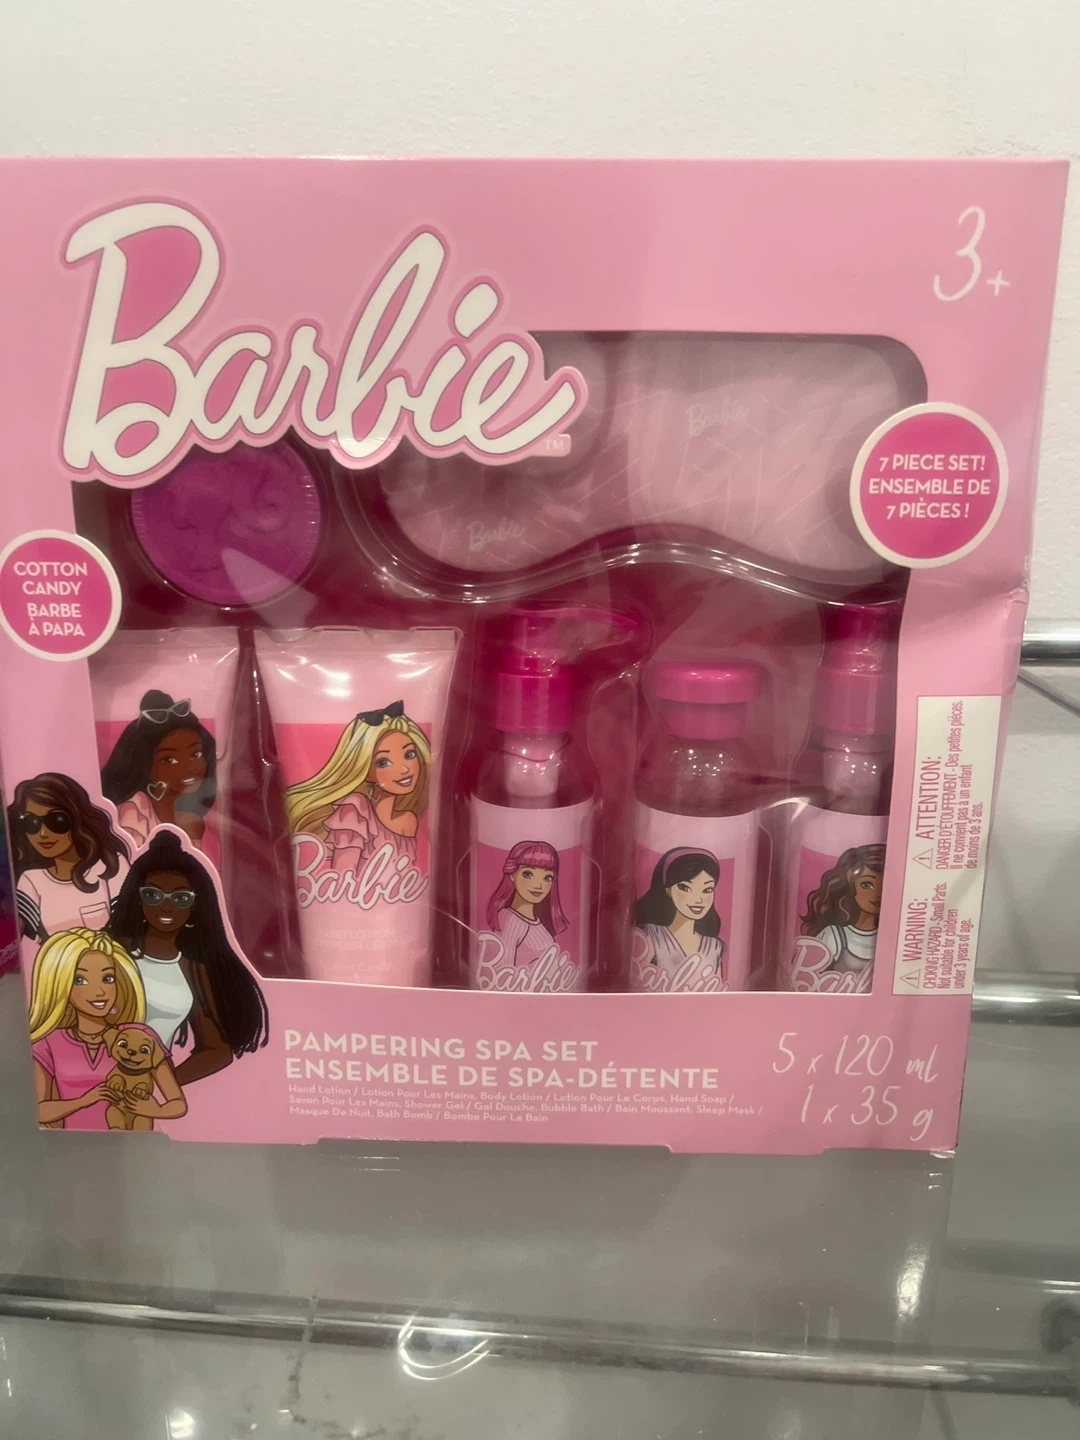 Barbie™
3+
Barbie
Barbie
7 PIECE SET!
ENSEMBLE DE
7 PIÈCES !
COTTON
CANDY
BARBE
À PAPA
Barbie
Barbie
Barbie
Barbie
⚠ ATTENTION:
DANGER D'ÉTOUFFEMENT - Des petites pièces.
Il ne convient pas à un enfant
de moins de 3 ans.
⚠ WARNING:
CHOKING HAZARD - Small Parts.
Not suitable for children
under 3 years of age.
PAMPERING SPA SET
ENSEMBLE DE SPA-DÉTENTE
Hand Lotion / Lotion Pour Les Mains, Body Lotion / Lotion Pour Le Corps, Hand Soap /
Savon Pour Les Mains, Shower Gel / Gel Douche, Bubble Bath / Bain Moussant, Sleep Mask /
Masque De Nuit, Bath Bomb / Bombe Pour Le Bain
5 x 120 ml
1 x 35 g